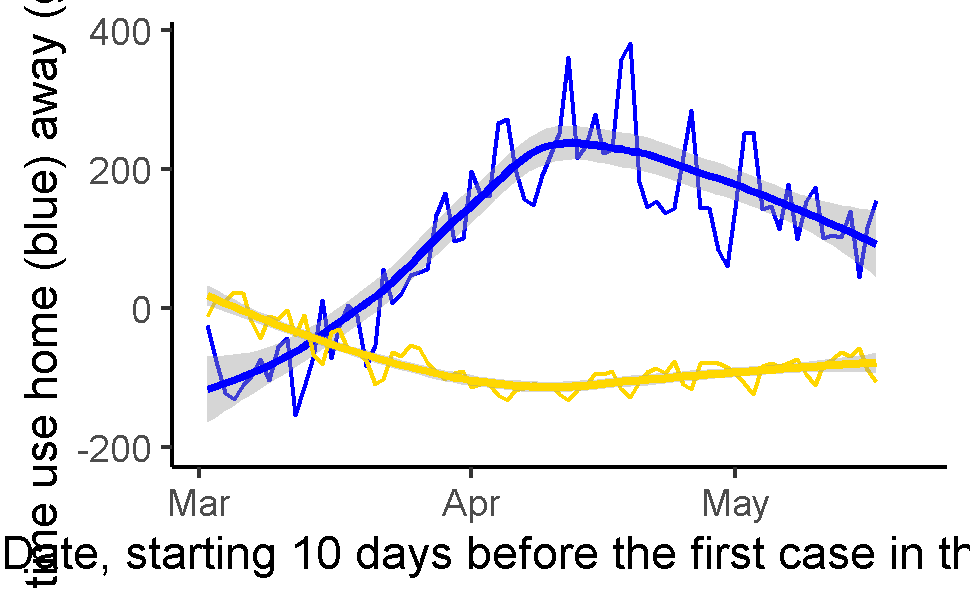 time use home (blue) away (
400
200
0
-200
Mar Apr May
Date, starting 10 days before the first case in th